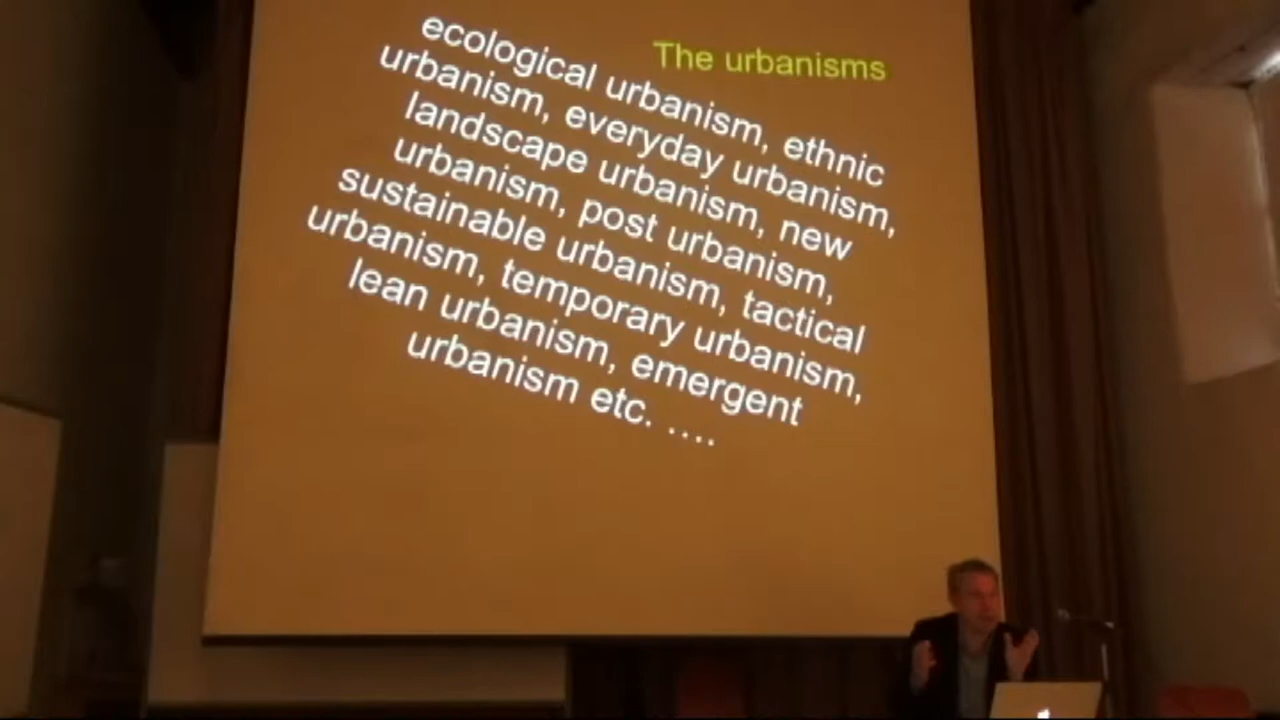 The urbanisms
ecological urbanism, ethnic
urbanism, everyday urbanism,
landscape urbanism, new
urbanism, post urbanism,
sustainable urbanism, tactical
urbanism, temporary urbanism,
lean urbanism, emergent
urbanism etc. ....